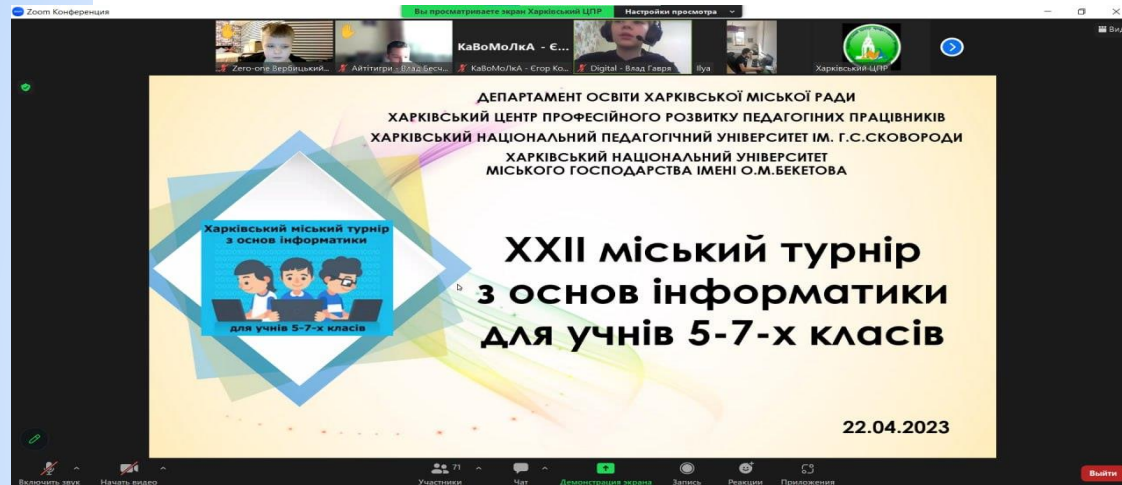 Zoom Конференция
Вы просматриваете экран Харківський ЦПР
Настройки просмотра
Вид
КаВоМоЛкА - Є...
Zero-one Вербицький...
Айтітигри - Влад Бесч...
КаВоМоЛкА - Єгор Ко...
Digital - Влад Гавря
Ilya
Харківський ЦПР
ДЕПАРТАМЕНТ ОСВІТИ ХАРКІВСЬКОЇ МІСЬКОЇ РАДИ
ХАРКІВСЬКИЙ ЦЕНТР ПРОФЕСІЙНОГО РОЗВИТКУ ПЕДАГОГІНИХ ПРАЦІВНИКІВ
ХАРКІВСЬКИЙ НАЦІОНАЛЬНИЙ ПЕДАГОГІЧНИЙ УНІВЕРСИТЕТ ІМ. Г.С.СКОВОРОДИ
ХАРКІВСЬКИЙ НАЦІОНАЛЬНИЙ УНІВЕРСИТЕТ
МІСЬКОГО ГОСПОДАРСТВА ІМЕНІ О.М.БЕКЕТОВА
Харківський міський турнір
з основ інформатики
для учнів 5-7-х класів
XXII міський турнір
з основ інформатики
для учнів 5-7-х класів
22.04.2023
Включить звук
Начать видео
71
Участники
Чат
Демонстрация экрана
Запись
Реакции
Приложения
Выйти